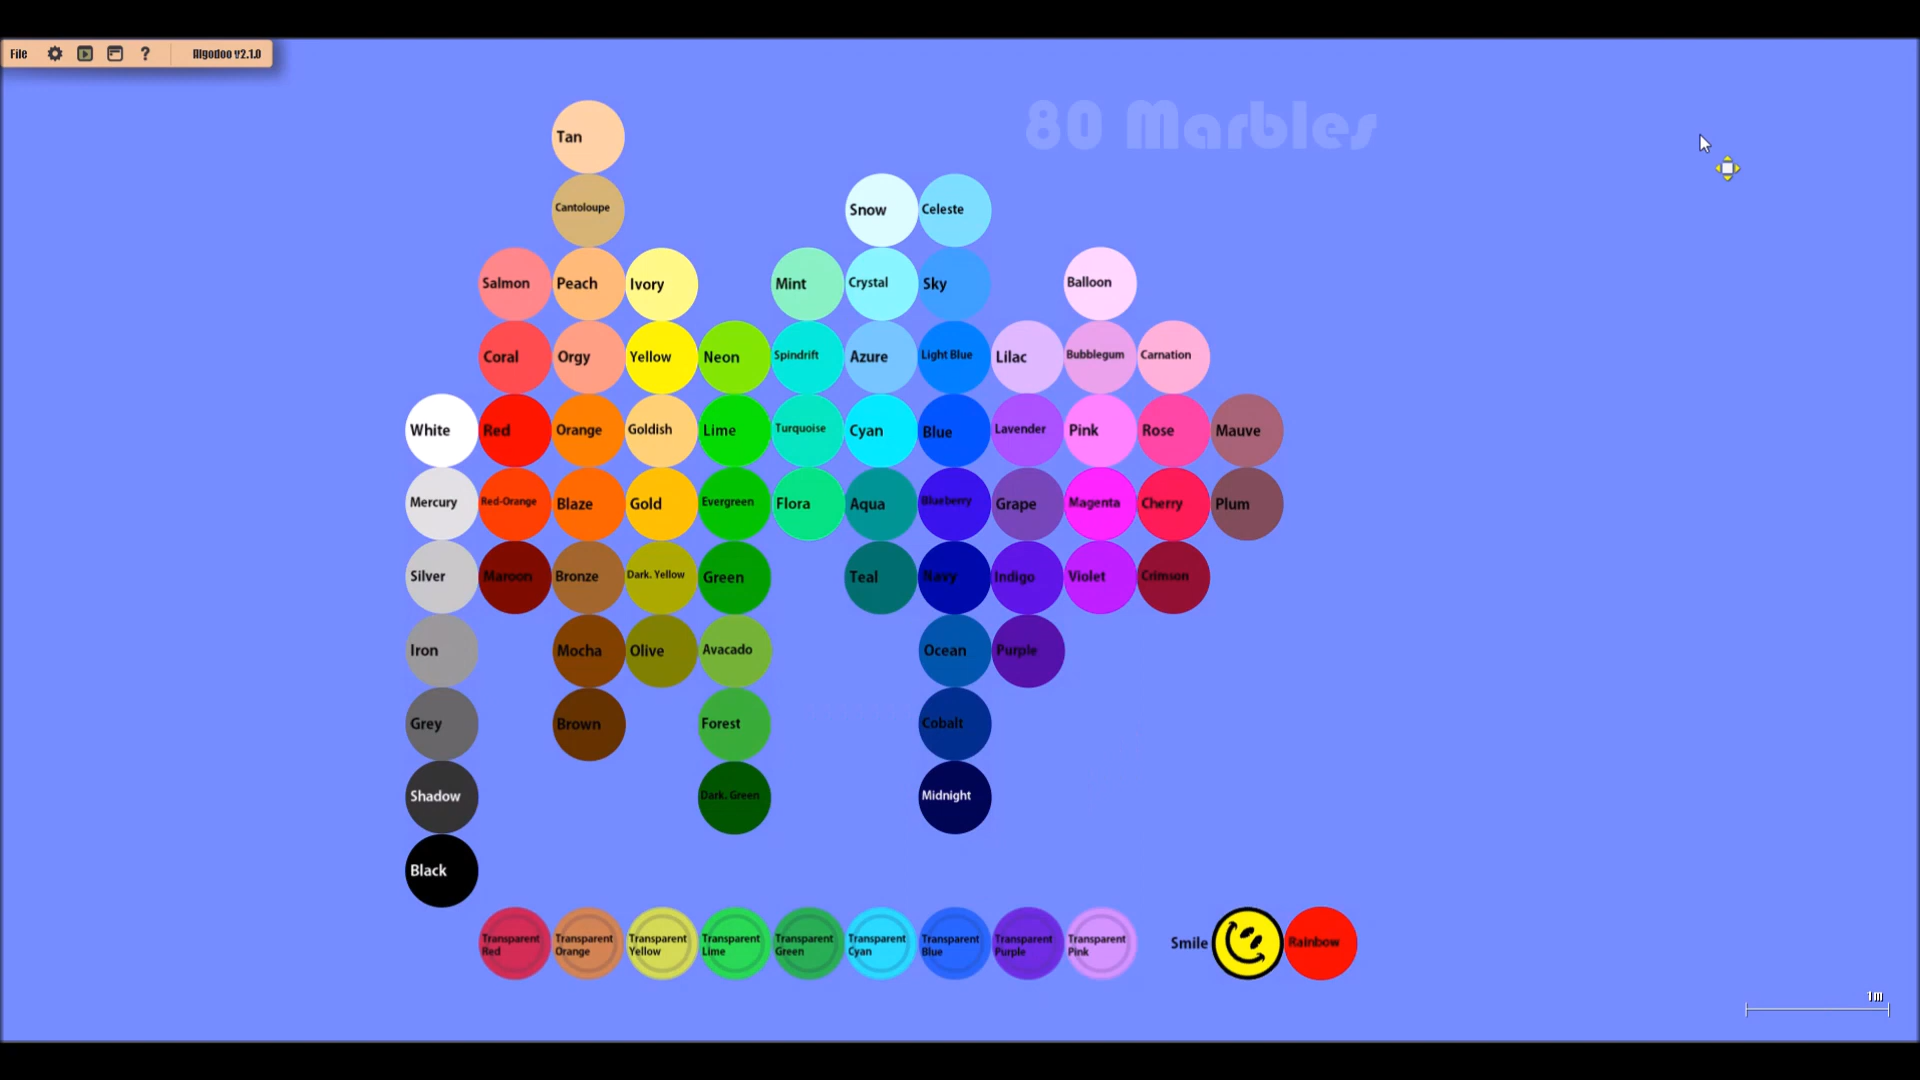 File ? Algodoo v2.1.0
80 Marbles
Tan
Cantoloupe Snow Celeste
Salmon Peach Ivory Mint Crystal Sky Balloon
Coral Orgy Yellow Neon Spindrift Azure Light Blue Lilac Bubblegum Carnation
White Red Orange Goldish Lime Turquoise Cyan Blue Lavender Pink Rose Mauve
Mercury Red-Orange Blaze Gold Evergreen Flora Aqua Blueberry Grape Magenta Cherry Plum
Silver Maroon Bronze Dark. Yellow Green Teal Navy Indigo Violet Crimson
Iron Mocha Olive Avacado Ocean Purple
Grey Brown Forest Cobalt
Shadow Dark. Green Midnight
Black
Transparent Transparent Transparent Transparent Transparent Transparent Transparent Transparent Transparent Smile Rainbow
Red Orange Yellow Lime Green Cyan Blue Purple Pink
1m